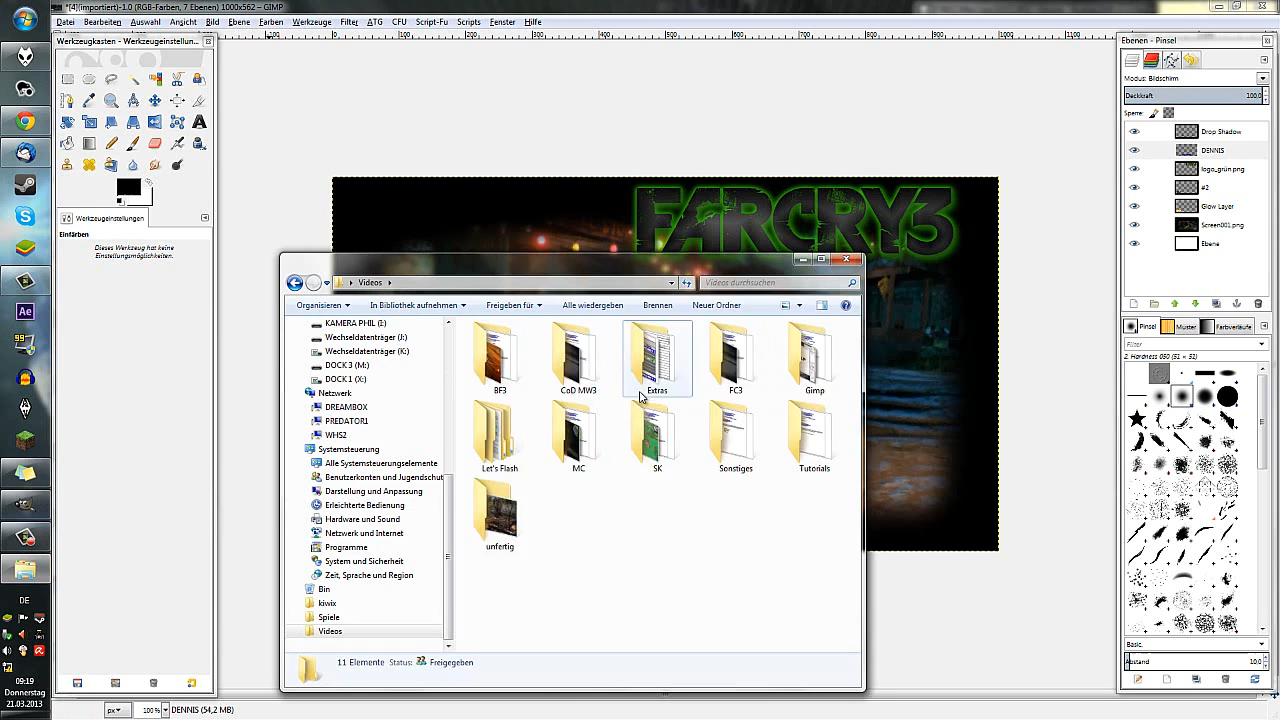 *[4](importiert)-1.0 (RGB-Farben, 7 Ebenen) 1000x562 – GIMP
Datei Bearbeiten Auswahl Ansicht Bild Ebene Farben Werkzeuge Filter ATG CFU Script-Fu Scripts Fenster Hilfe
Werkzeugkasten - Werkzeugeinstellung...
Werkzeugeinstellungen
Einfärben
Dieses Werkzeug hat keine
Einstellungsmöglichkeiten.
Ae
DE
09:19
Donnerstag
21.03.2013
FARCRY3
Videos
Videos durchsuchen
Organisieren In Bibliothek aufnehmen Freigeben für Alle wiedergeben Brennen Neuer Ordner
KAMERA PHIL (I:)
Wechseldatenträger (J:)
Wechseldatenträger (K:)
DOCK 3 (M:)
DOCK 1 (X:)
Netzwerk
DREAMBOX
PREDATOR1
WHS2
Systemsteuerung
Alle Systemsteuerungselemente
Benutzerkonten und Jugendschut
Darstellung und Anpassung
Erleichterte Bedienung
Hardware und Sound
Netzwerk und Internet
Programme
System und Sicherheit
Zeit, Sprache und Region
Bin
kiwix
Spiele
Videos
BF3 CoD MW3 Extras FC3 Gimp
Let's Flash MC SK Sonstiges Tutorials
unfertig
11 Elemente Status: Freigegeben
Ebenen - Pinsel
Modus: Bildschirm
Deckkraft 100,0
Sperre:
Drop Shadow
DENNIS
logo_grün.png
#2
Glow Layer
Screen001.png
Ebene
Pinsel Muster Farbverläufe
Filter
2. Hardness 050 (51 × 51)
Basic.
Abstand 10,0
px 100 % DENNIS (54,2 MB)